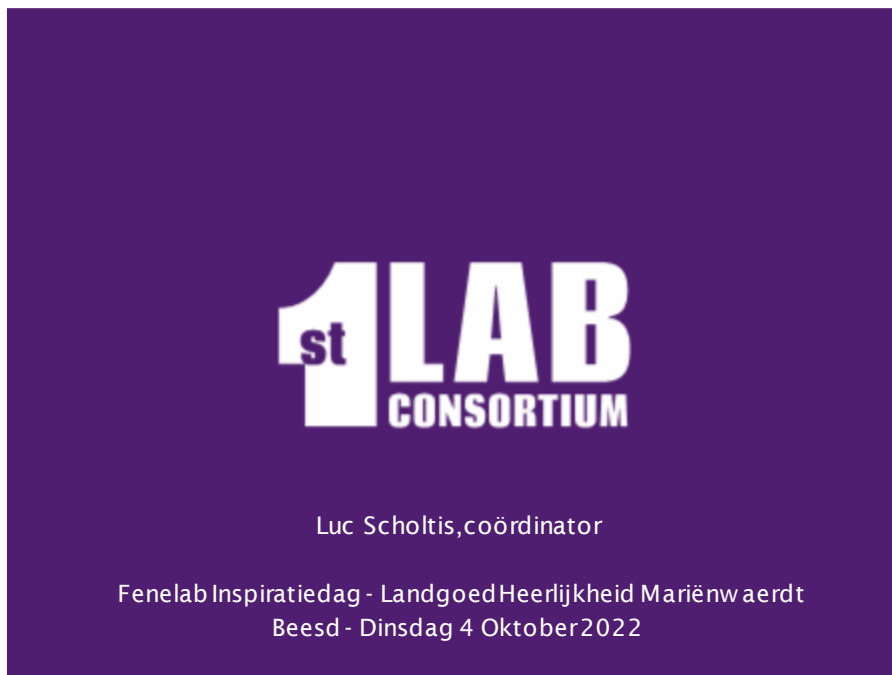 1st LAB
CONSORTIUM
Luc Scholtis,coördinator
Fenelab Inspiratiedag - Landgoed Heerlijkheid Mariënwaerdt
Beesd - Dinsdag 4 Oktober 2022